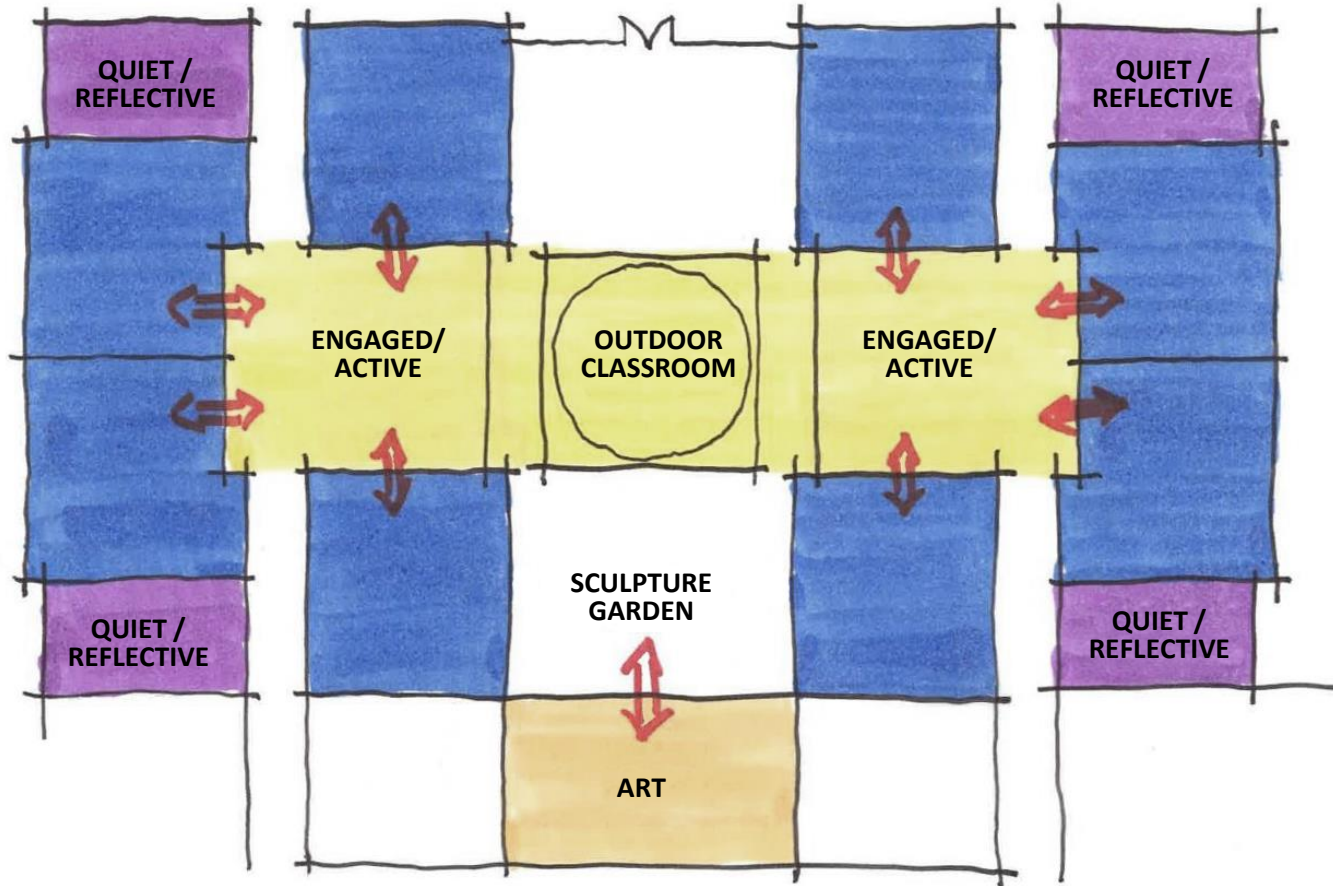 QUIET /
REFLECTIVE
QUIET /
REFLECTIVE
ENGAGED/
ACTIVE
OUTDOOR
CLASSROOM
ENGAGED/
ACTIVE
SCULPTURE
GARDEN
QUIET /
REFLECTIVE
QUIET /
REFLECTIVE
ART